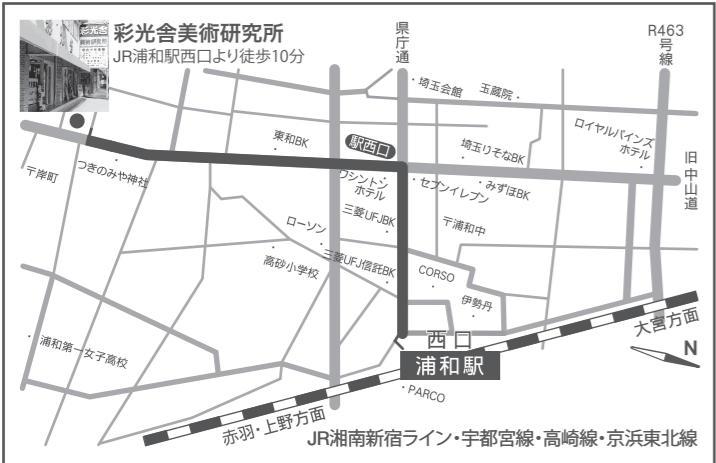 彩光舎美術研究所
JR浦和駅西口より徒歩10分
県庁通
R463
号線
埼玉会館
玉蔵院
ロイヤルパインズ
ホテル
旧中山道
東和BK
駅西口
埼玉りそなBK
つきのみや神社
〒岸町
ワシントン
ホテル
セブンイレブン
みずほBK
三菱UFJBK
〒浦和中
ローソン
三菱UFJ信託BK
高砂小学校
CORSO
伊勢丹
浦和第一女子高校
西口
浦和駅
大宮方面
N
PARCO
赤羽・上野方面
JR湘南新宿ライン・宇都宮線・高崎線・京浜東北線